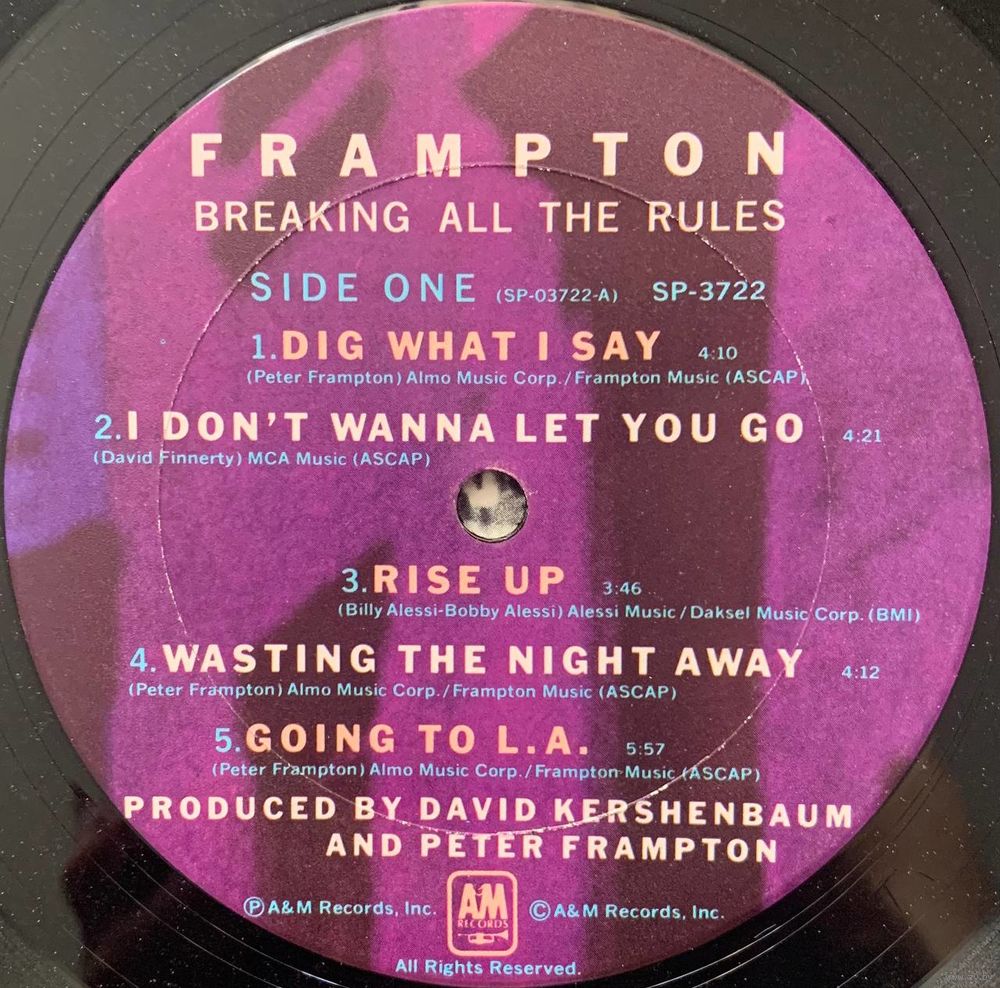 FRAMPTON
BREAKING ALL THE RULES
SIDE ONE (SP-03722-A) SP-3722
1.DIG WHAT I SAY 4:10
(Peter Frampton) Almo Music Corp./Frampton Music (ASCAP)
2.I DON'T WANNA LET YOU GO 4:21
(David Finnerty) MCA Music (ASCAP)
3.RISE UP 3:46
(Billy Alessi-Bobby Alessi) Alessi Music/Daksel Music Corp. (BMI)
4.WASTING THE NIGHT AWAY 4:12
(Peter Frampton) Almo Music Corp./Frampton Music (ASCAP)
5.GOING TO L.A. 5:57
(Peter Frampton) Almo Music Corp./Frampton Music (ASCAP)
PRODUCED BY DAVID KERSHENBAUM
AND PETER FRAMPTON
Ⓟ A&M Records, Inc. A&M RECORDS © A&M Records, Inc.
All Rights Reserved.